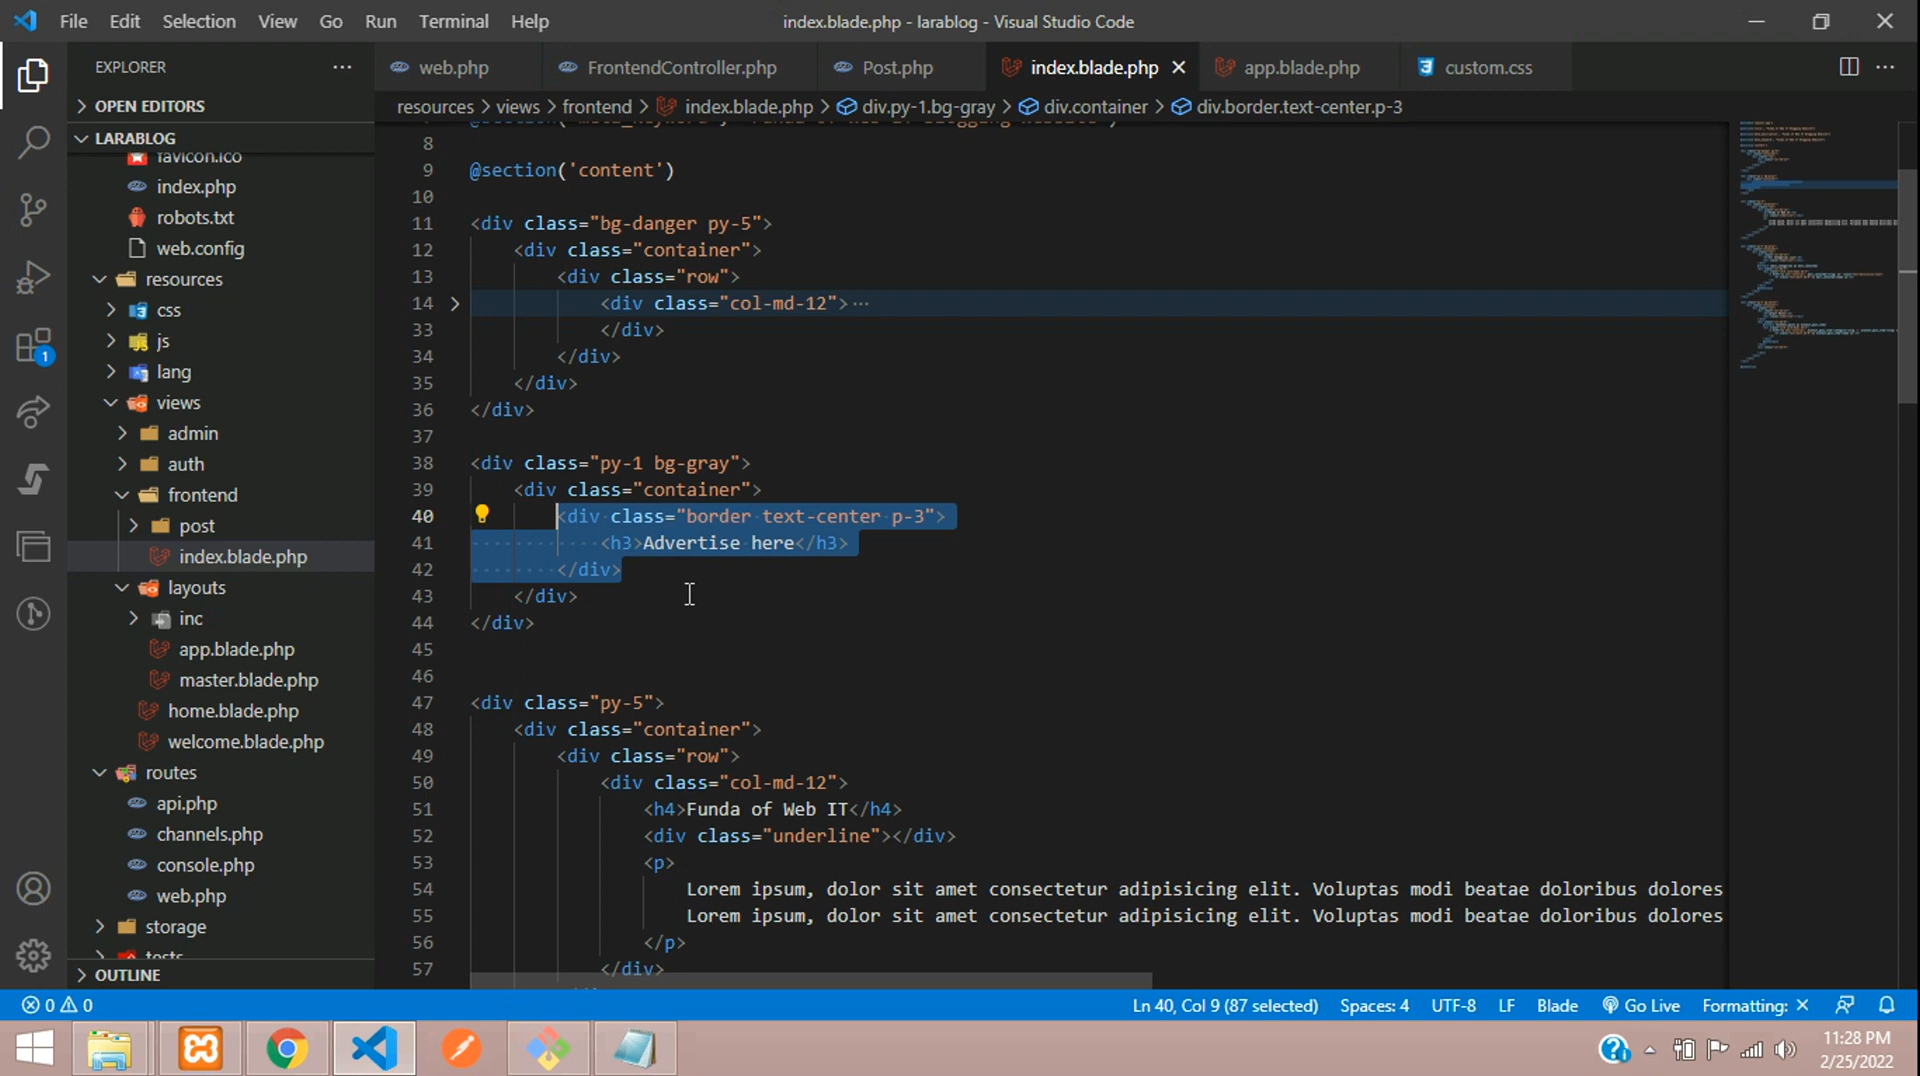 File Edit Selection View Go Run Terminal Help
index.blade.php - larablog - Visual Studio Code
EXPLORER ···
web.php FrontendController.php Post.php index.blade.php app.blade.php custom.css
OPEN EDITORS
resources > views > frontend > index.blade.php > div.py-1.bg-gray > div.container > div.border.text-center.p-3
LARABLOG
favicon.ico
index.php
robots.txt
web.config
resources
css
js
lang
views
admin
auth
frontend
post
index.blade.php
layouts
inc
app.blade.php
master.blade.php
home.blade.php
welcome.blade.php
routes
api.php
channels.php
console.php
web.php
storage
tests
OUTLINE
8
9 @section('content')
10
11 <div class="bg-danger py-5">
12 <div class="container">
13 <div class="row">
14 <div class="col-md-12"> ···
33 </div>
34 </div>
35 </div>
36 </div>
37
38 <div class="py-1 bg-gray">
39 <div class="container">
40 <div class="border text-center p-3">
41 <h3>Advertise here</h3>
42 </div>
43 </div>
44 </div>
45
46
47 <div class="py-5">
48 <div class="container">
49 <div class="row">
50 <div class="col-md-12">
51 <h4>Funda of Web IT</h4>
52 <div class="underline"></div>
53 <p>
54 Lorem ipsum, dolor sit amet consectetur adipisicing elit. Voluptas modi beatae doloribus dolores
55 Lorem ipsum, dolor sit amet consectetur adipisicing elit. Voluptas modi beatae doloribus dolores
56 </p>
57 </div>
1
0 0 Ln 40, Col 9 (87 selected) Spaces: 4 UTF-8 LF Blade Go Live Formatting: ×
11:28 PM
2/25/2022